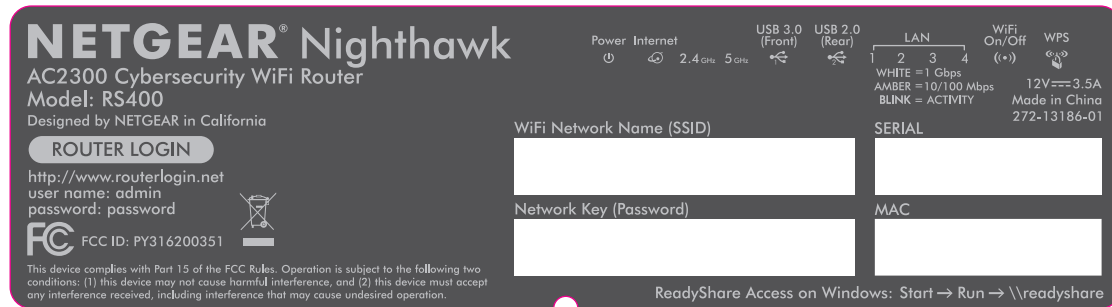 NETGEAR® Nighthawk
AC2300 Cybersecurity WiFi Router
Model: RS400
Designed by NETGEAR in California
ROUTER LOGIN
http://www.routerlogin.net
user name: admin
password: password
FC FCC ID: PY316200351
This device complies with Part 15 of the FCC Rules. Operation is subject to the following two
conditions: (1) this device may not cause harmful interference, and (2) this device must accept
any interference received, including interference that may cause undesired operation.
Power Internet
2.4 GHz 5 GHz
USB 3.0
(Front)
USB 2.0
(Rear)
LAN
1 2 3 4
WHITE =1 Gbps
AMBER =10/100 Mbps
BLINK = ACTIVITY
WiFi
On/Off
WPS
12V⎓3.5A
Made in China
272-13186-01
WiFi Network Name (SSID)
SERIAL
Network Key (Password)
MAC
ReadyShare Access on Windows: Start → Run → \\readyshare